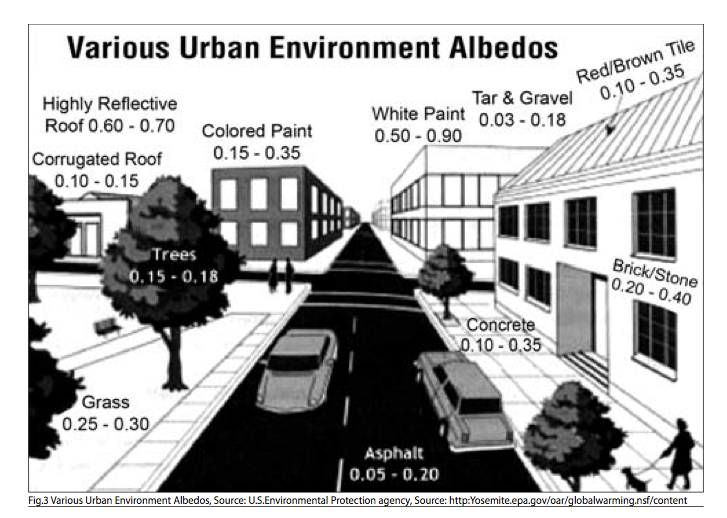 Various Urban Environment Albedos
Highly Reflective
Roof 0.60 - 0.70
Corrugated Roof
0.10 - 0.15
Colored Paint
0.15 - 0.35
White Paint
0.50 - 0.90
Tar & Gravel
0.03 - 0.18
Red/Brown Tile
0.10 - 0.35
Trees
0.15 - 0.18
Brick/Stone
0.20 - 0.40
Concrete
0.10 - 0,35
Grass
0.25 - 0.30
Asphalt
0.05 - 0.20
Fig.3 Various Urban Environment Albedos, Source: U.S.Environmental Protection agency, Source: http:Yosemite.epa.gov/oar/globalwarming.nsf/content